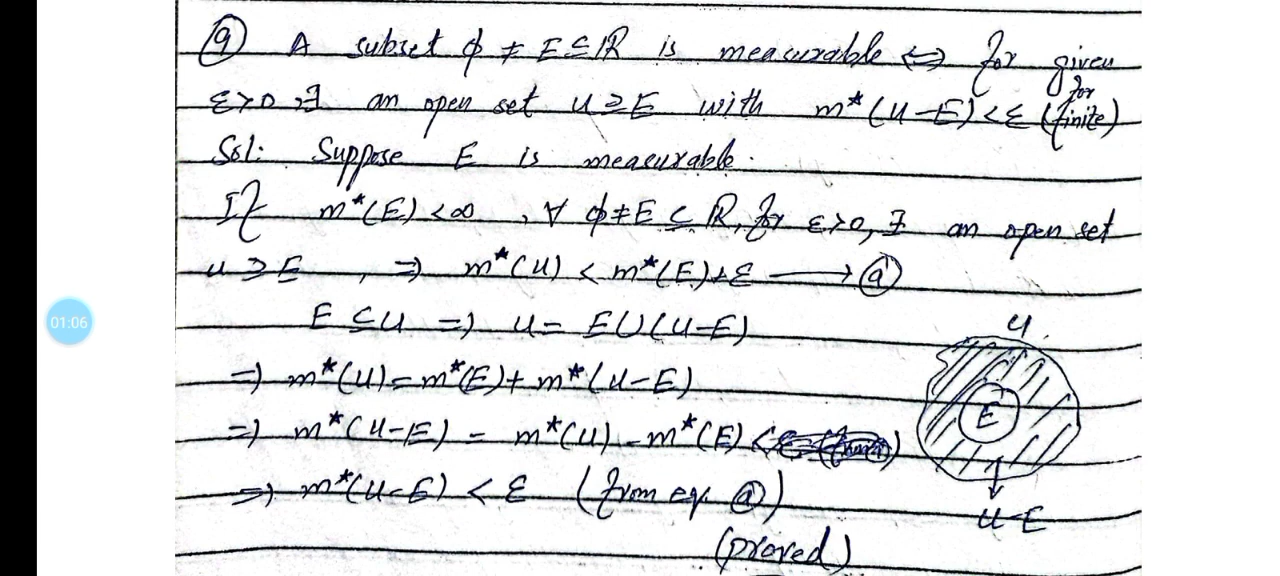 ⑨ A subset ϕ ≠ E ⊆ ℝ is measurable ⇔ for given
ε>0 ∃ an open set U ⊇ E with m*(U-E)<ε (for finite)
Sol: Suppose E is measurable.
If m*(E)<∞, ∀ ϕ≠E ⊆ ℝ, for ε>0, ∃ an open set
U ⊇ E, ⇒ m*(U) < m*(E)+ε ⟶ ⓐ
E ⊆ U ⇒ U = E∪(U-E)
⇒ m*(U) = m*(E) + m*(U-E)
⇒ m*(U-E) = m*(U) - m*(E) <
⇒ m*(U-E) < ε (from eq. ⓐ)
(proved)
U
E
U-E
01:06